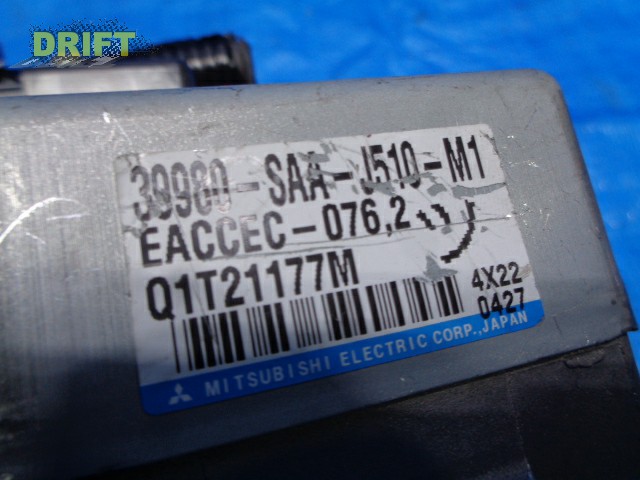 DRIFT
39980-SAA-J510-M1
EACCEC-076,2
Q1T21177M
4X22
0427
MITSUBISHI ELECTRIC CORP.,JAPAN